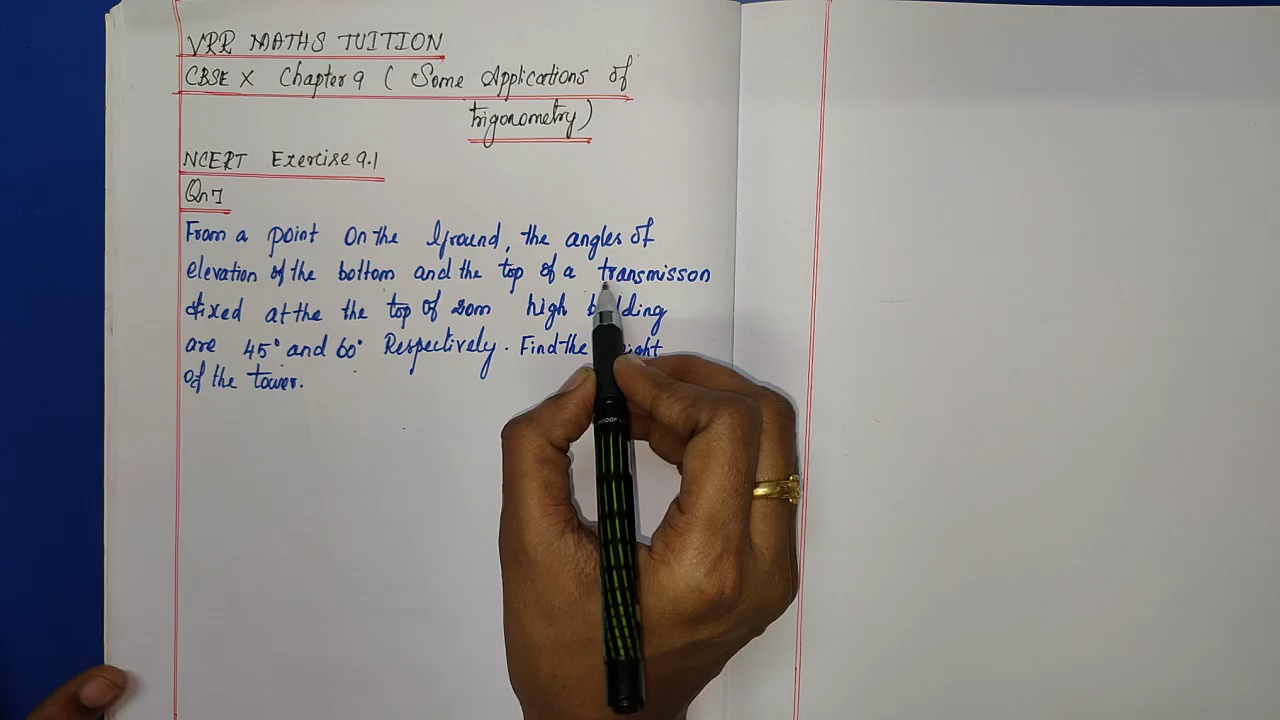 VRR MATHS TUITION
CBSE X Chapter 9 ( Some Applications of
trigonometry)
NCERT Exercise 9.1
Qn 7
From a point on the Ground, the angles of
elevation of the bottom and the top of a transmisson
fixed at the the top of 20m high building
are 45° and 60° Respectively. Find the
of the tower.